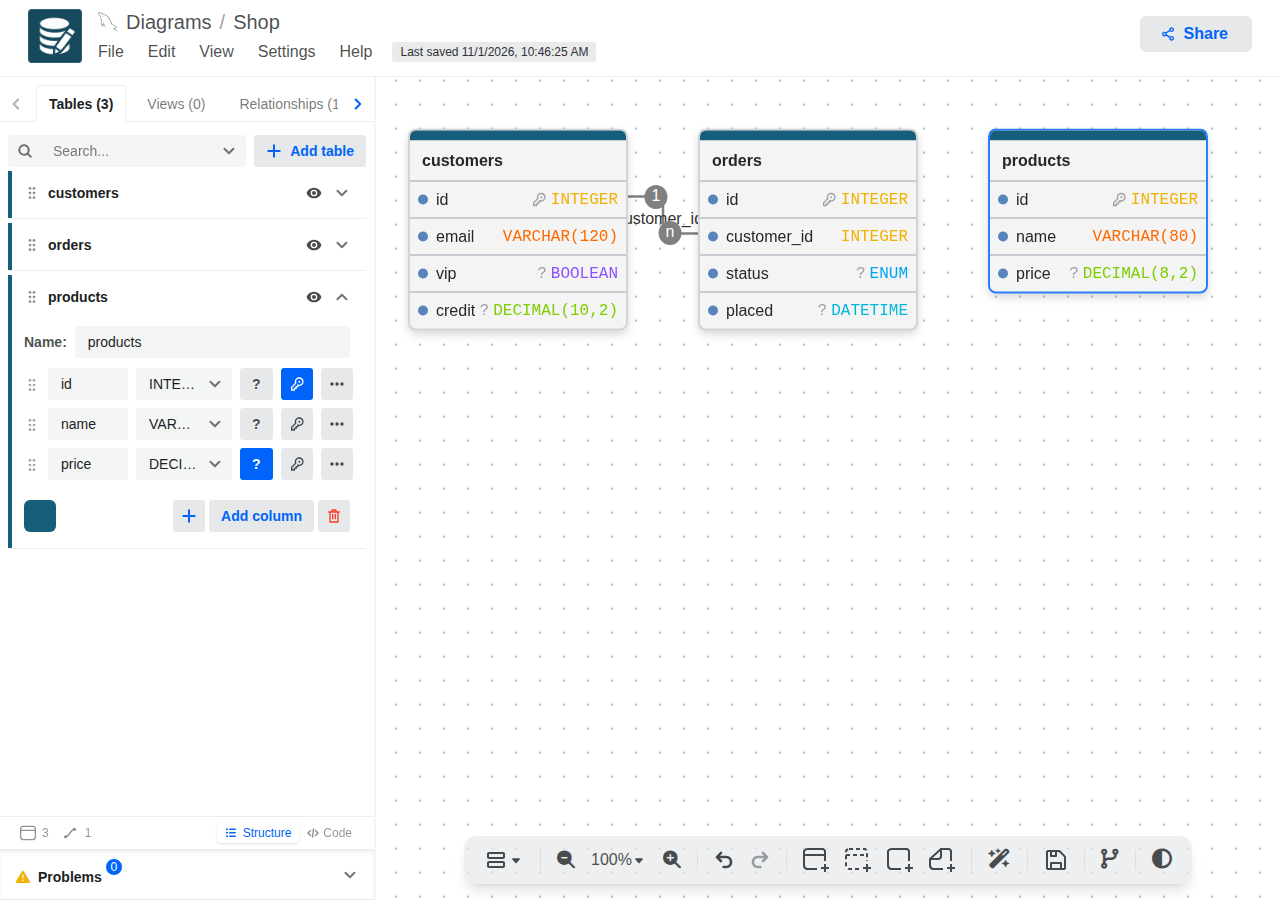 Diagrams / Shop
File Edit View Settings Help Last saved 11/1/2026, 10:46:25 AM
Share
Tables (3) Views (0) Relationships (1
Search... Add table
customers
orders
products
Name: products
id INTE… ?
name VAR… ?
price DECI… ?
Add column
3 1 Structure Code
Problems 0
customers
id INTEGER
email VARCHAR(120)
vip ? BOOLEAN
credit ? DECIMAL(10,2)
1
ustomer_id
n
orders
id INTEGER
customer_id INTEGER
status ? ENUM
placed ? DATETIME
products
id INTEGER
name VARCHAR(80)
price ? DECIMAL(8,2)
100%